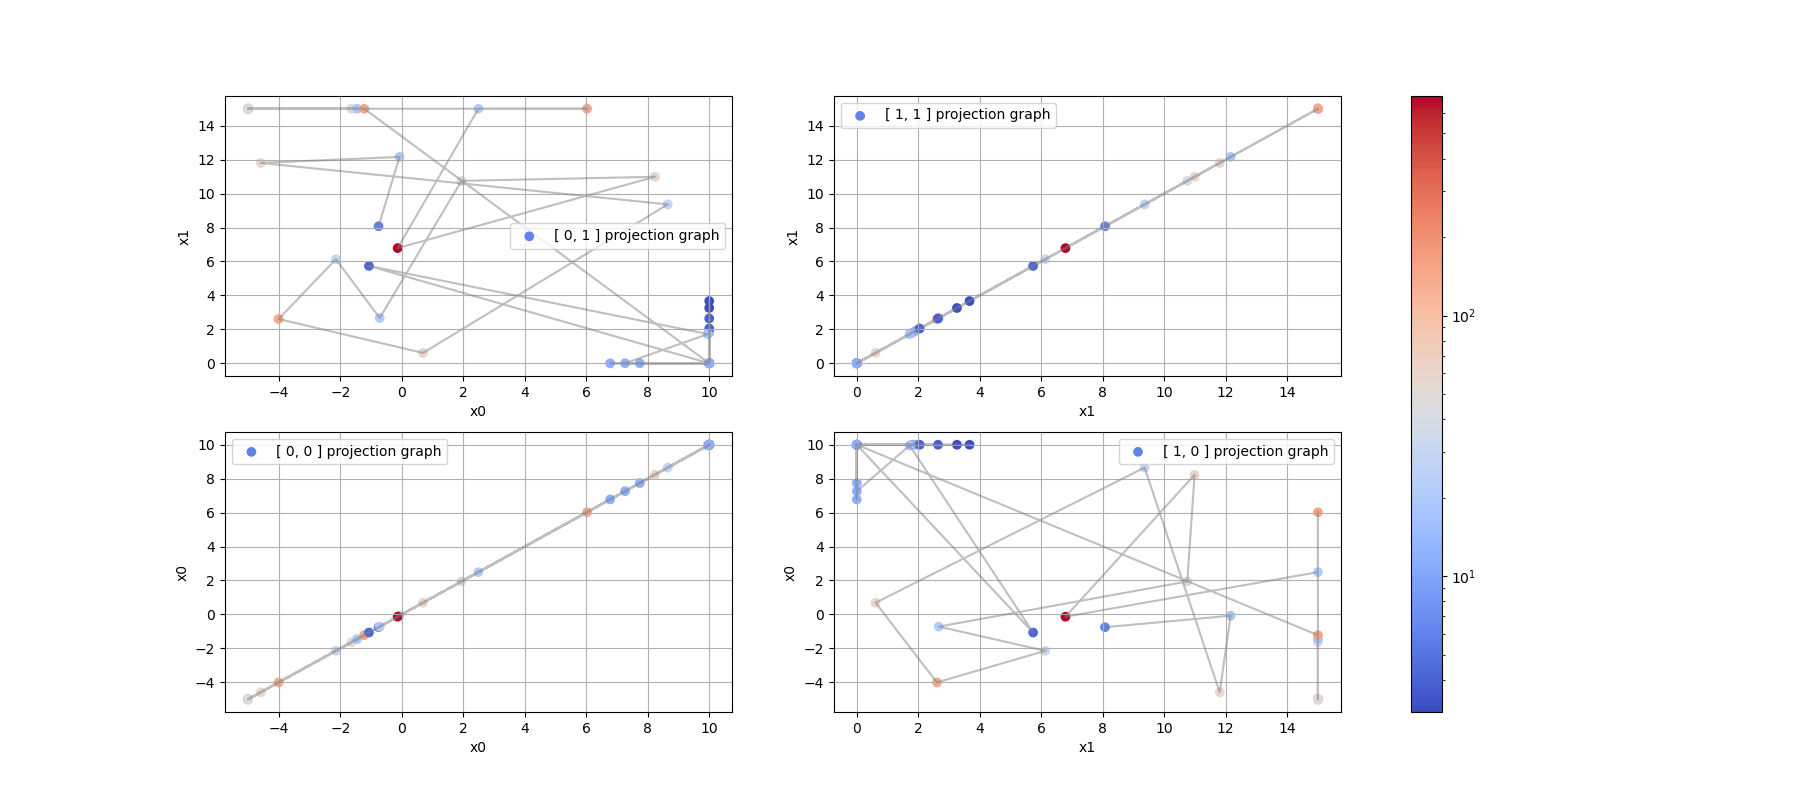 14
12
10
8
6
4
2
0
x1
[ 0, 1 ] projection graph
−4 −2 0 2 4 6 8 10
x0
14
12
10
8
6
4
2
0
x1
[ 1, 1 ] projection graph
0 2 4 6 8 10 12 14
x1
10
8
6
4
2
0
−2
−4
x0
[ 0, 0 ] projection graph
−4 −2 0 2 4 6 8 10
x0
10
8
6
4
2
0
−2
−4
x0
[ 1, 0 ] projection graph
0 2 4 6 8 10 12 14
x1
10²
10¹